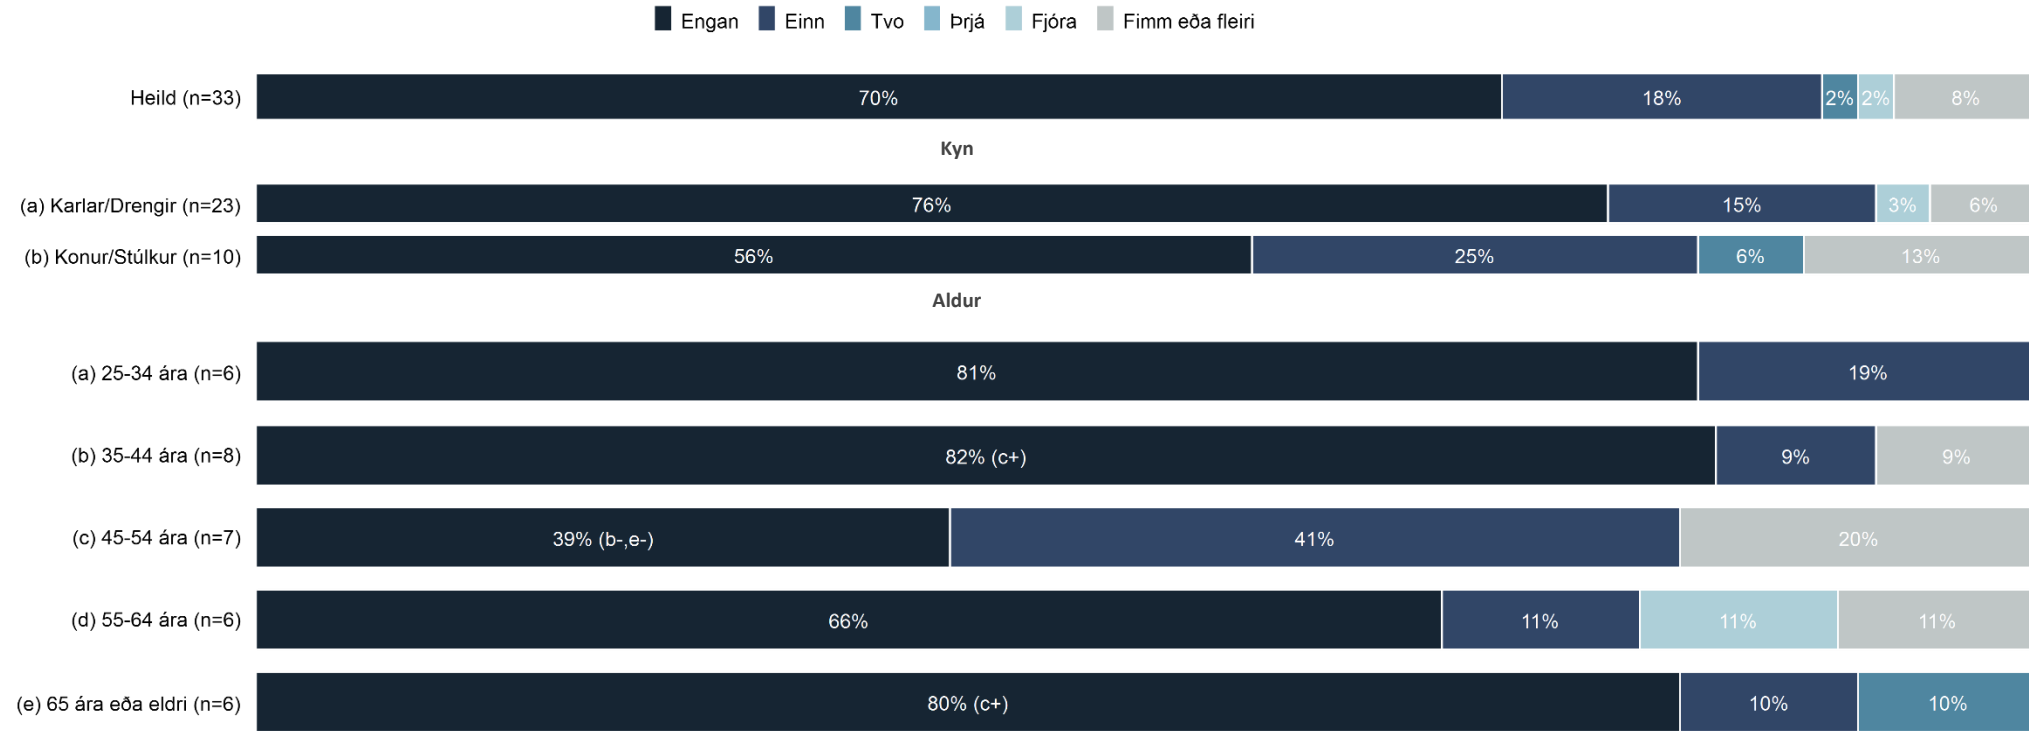 Engan Einn Tvo Þrjá Fjóra Fimm eða fleiri
Heild (n=33) 70% 18% 2% 2% 8%
Kyn
(a) Karlar/Drengir (n=23) 76% 15% 3% 6%
(b) Konur/Stúlkur (n=10) 56% 25% 6% 13%
Aldur
(a) 25-34 ára (n=6) 81% 19%
(b) 35-44 ára (n=8) 82% (c+) 9% 9%
(c) 45-54 ára (n=7) 39% (b-,e-) 41% 20%
(d) 55-64 ára (n=6) 66% 11% 11% 11%
(e) 65 ára eða eldri (n=6) 80% (c+) 10% 10%